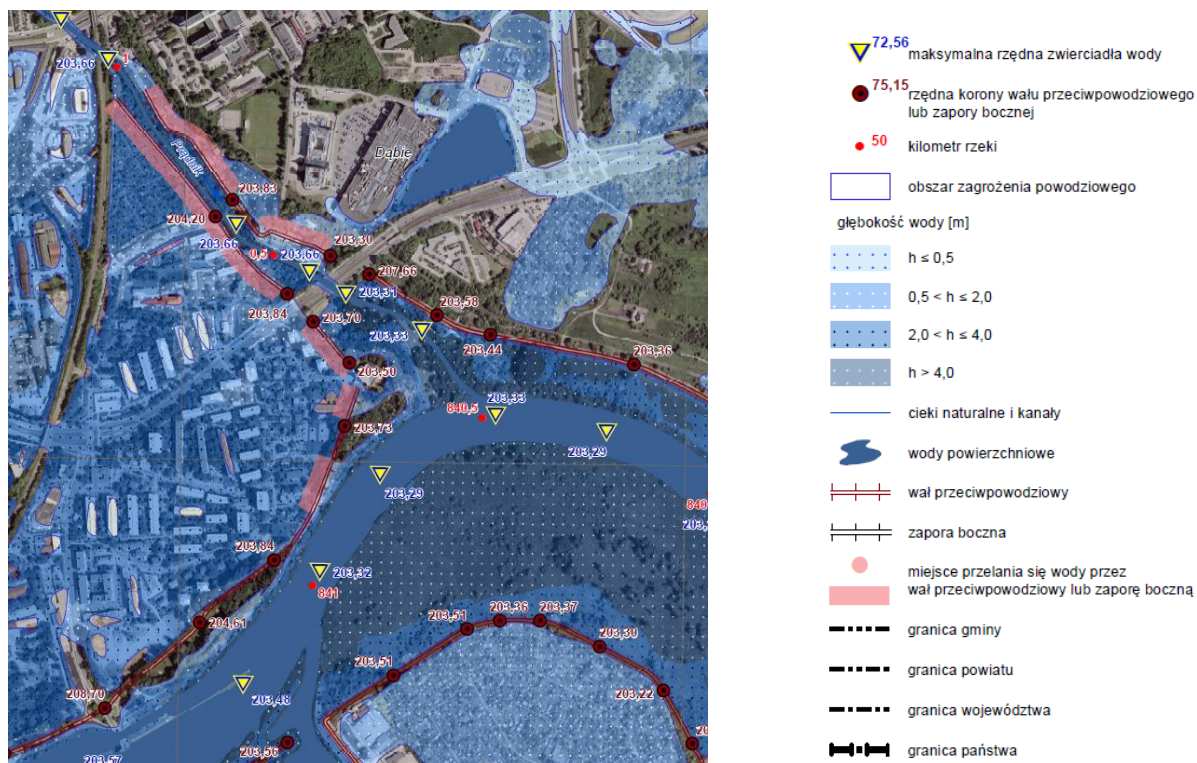 203,66
1
Prądnik
Dąbie
203,83
204,20
203,66
0,5
203,66
203,30
207,66
203,31
203,84
203,70
203,33
203,58
203,44
203,36
203,50
840,5
203,33
203,73
203,29
203,29
840
203,
203,84
203,32
841
204,61
203,51
203,36
203,37
203,30
203,51
203,22
203,48
208,70
203,56
20
203,57
72,56
maksymalna rzędna zwierciadła wody
75,15
rzędna korony wału przeciwpowodziowego
lub zapory bocznej
50
kilometr rzeki
obszar zagrożenia powodziowego
głębokość wody [m]
h ≤ 0,5
0,5 < h ≤ 2,0
2,0 < h ≤ 4,0
h > 4,0
cieki naturalne i kanały
wody powierzchniowe
wał przeciwpowodziowy
zapora boczna
miejsce przelania się wody przez
wał przeciwpowodziowy lub zaporę boczną
granica gminy
granica powiatu
granica województwa
granica państwa